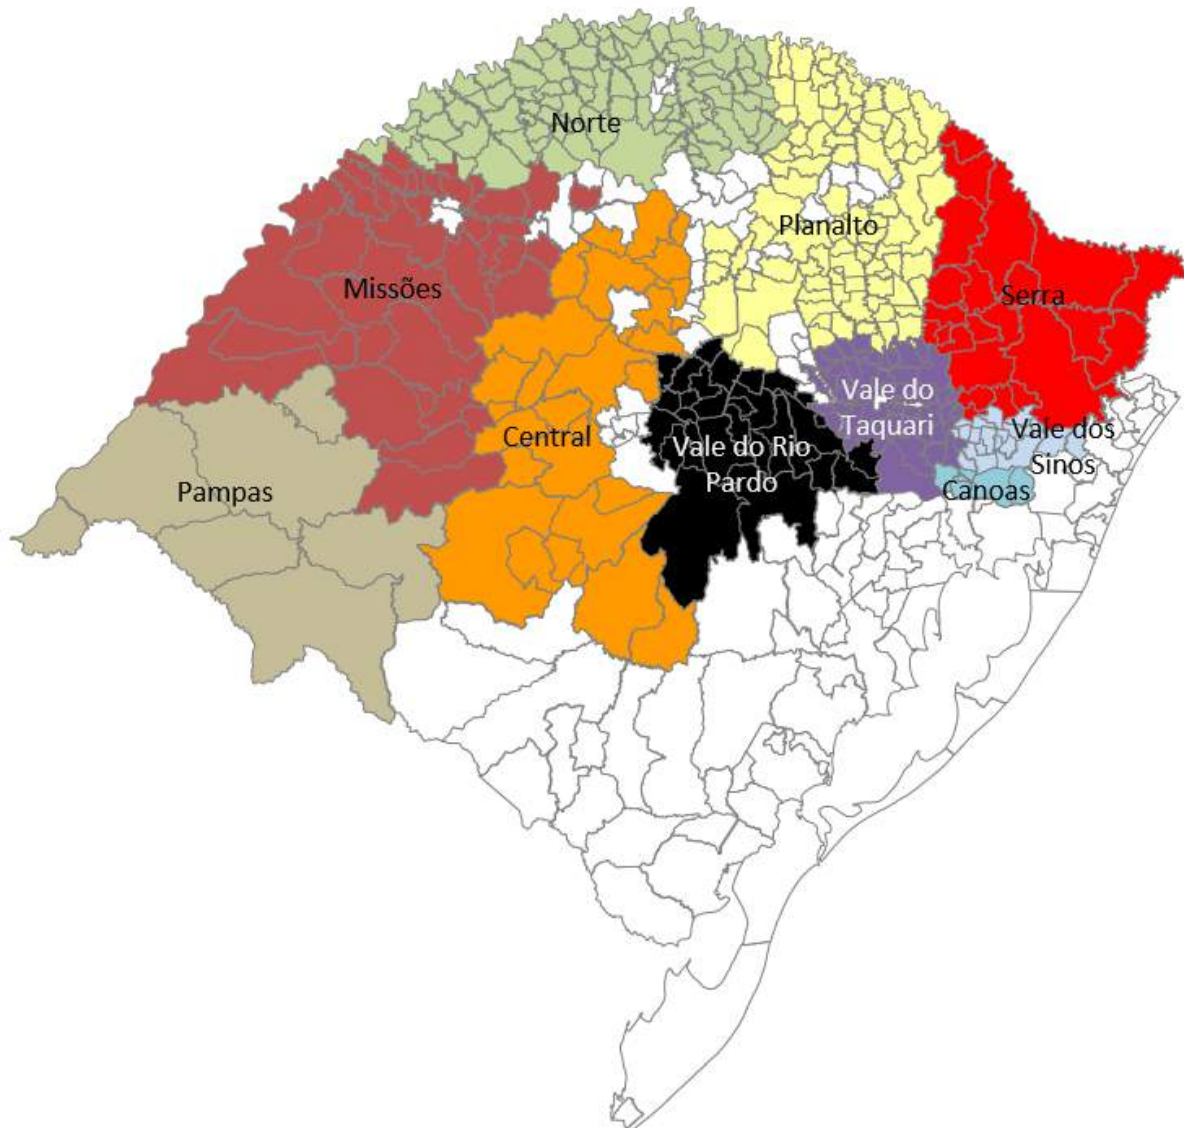 Norte
Planalto
Missões
Serra
Vale do
Taquari
Central
Vale do Rio
Pardo
Vale dos
Sinos
Pampas
Canoas